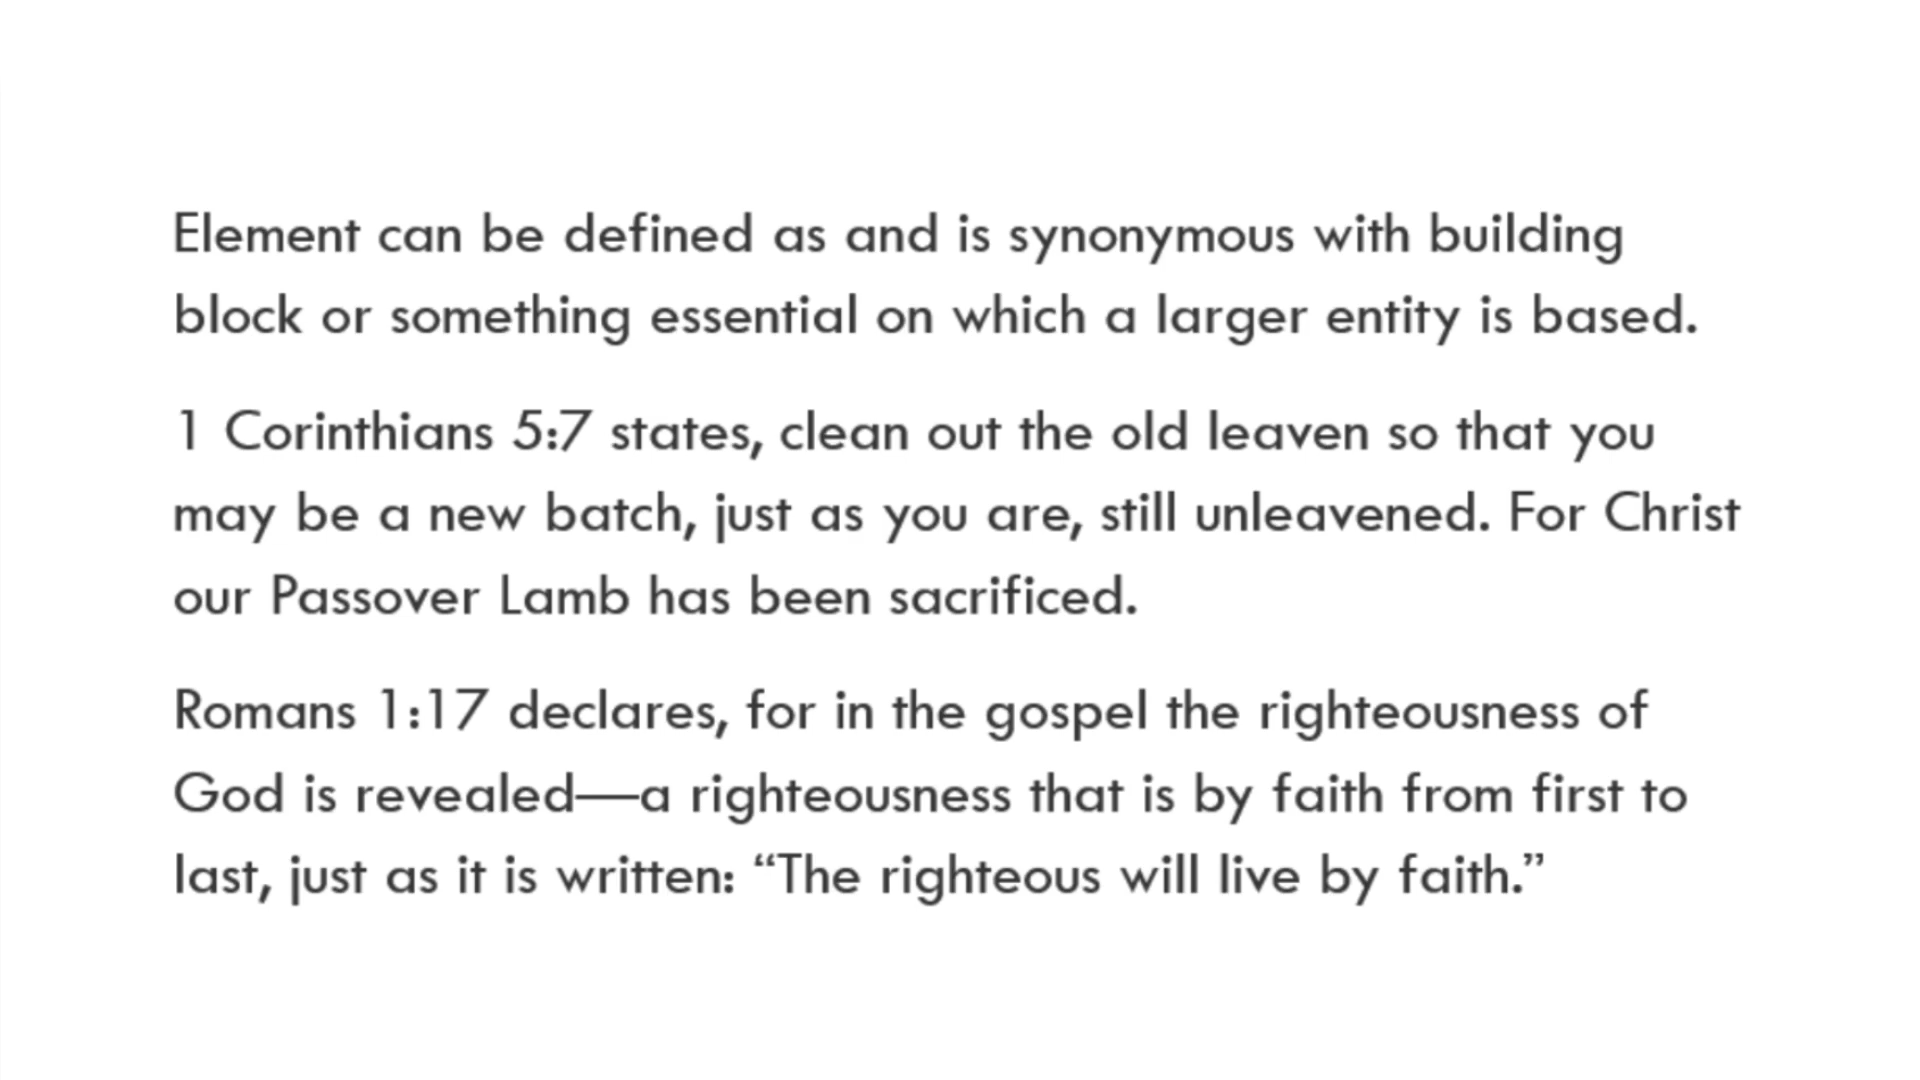 Element can be defined as and is synonymous with building
block or something essential on which a larger entity is based.
1 Corinthians 5:7 states, clean out the old leaven so that you
may be a new batch, just as you are, still unleavened. For Christ
our Passover Lamb has been sacrificed.
Romans 1:17 declares, for in the gospel the righteousness of
God is revealed—a righteousness that is by faith from first to
last, just as it is written: “The righteous will live by faith.”